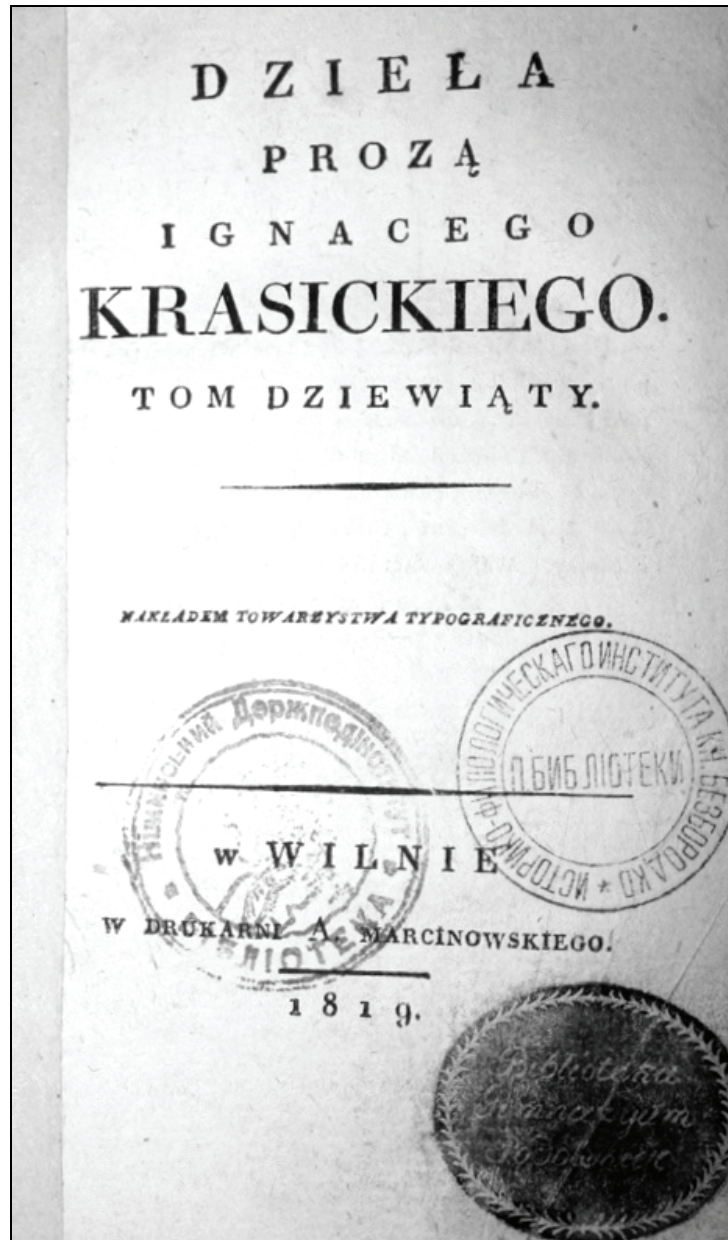 DZIEŁA
PROZĄ
IGNACEGO
KRASICKIEGO.
TOM DZIEWIĄTY.
NAKŁADEM TOWARZYSTWA TYPOGRAFICZNEGO.
ИСТОРИКО-ФИЛОЛОГИЧЕСКАГО ИНСТИТУТА КН. БЕЗБОРОДКО *
П. БИБЛІОТЕКИ
w WILNIE
W DRUKARNI A. MARCINOWSKIEGO.
1819.
Biblioteka